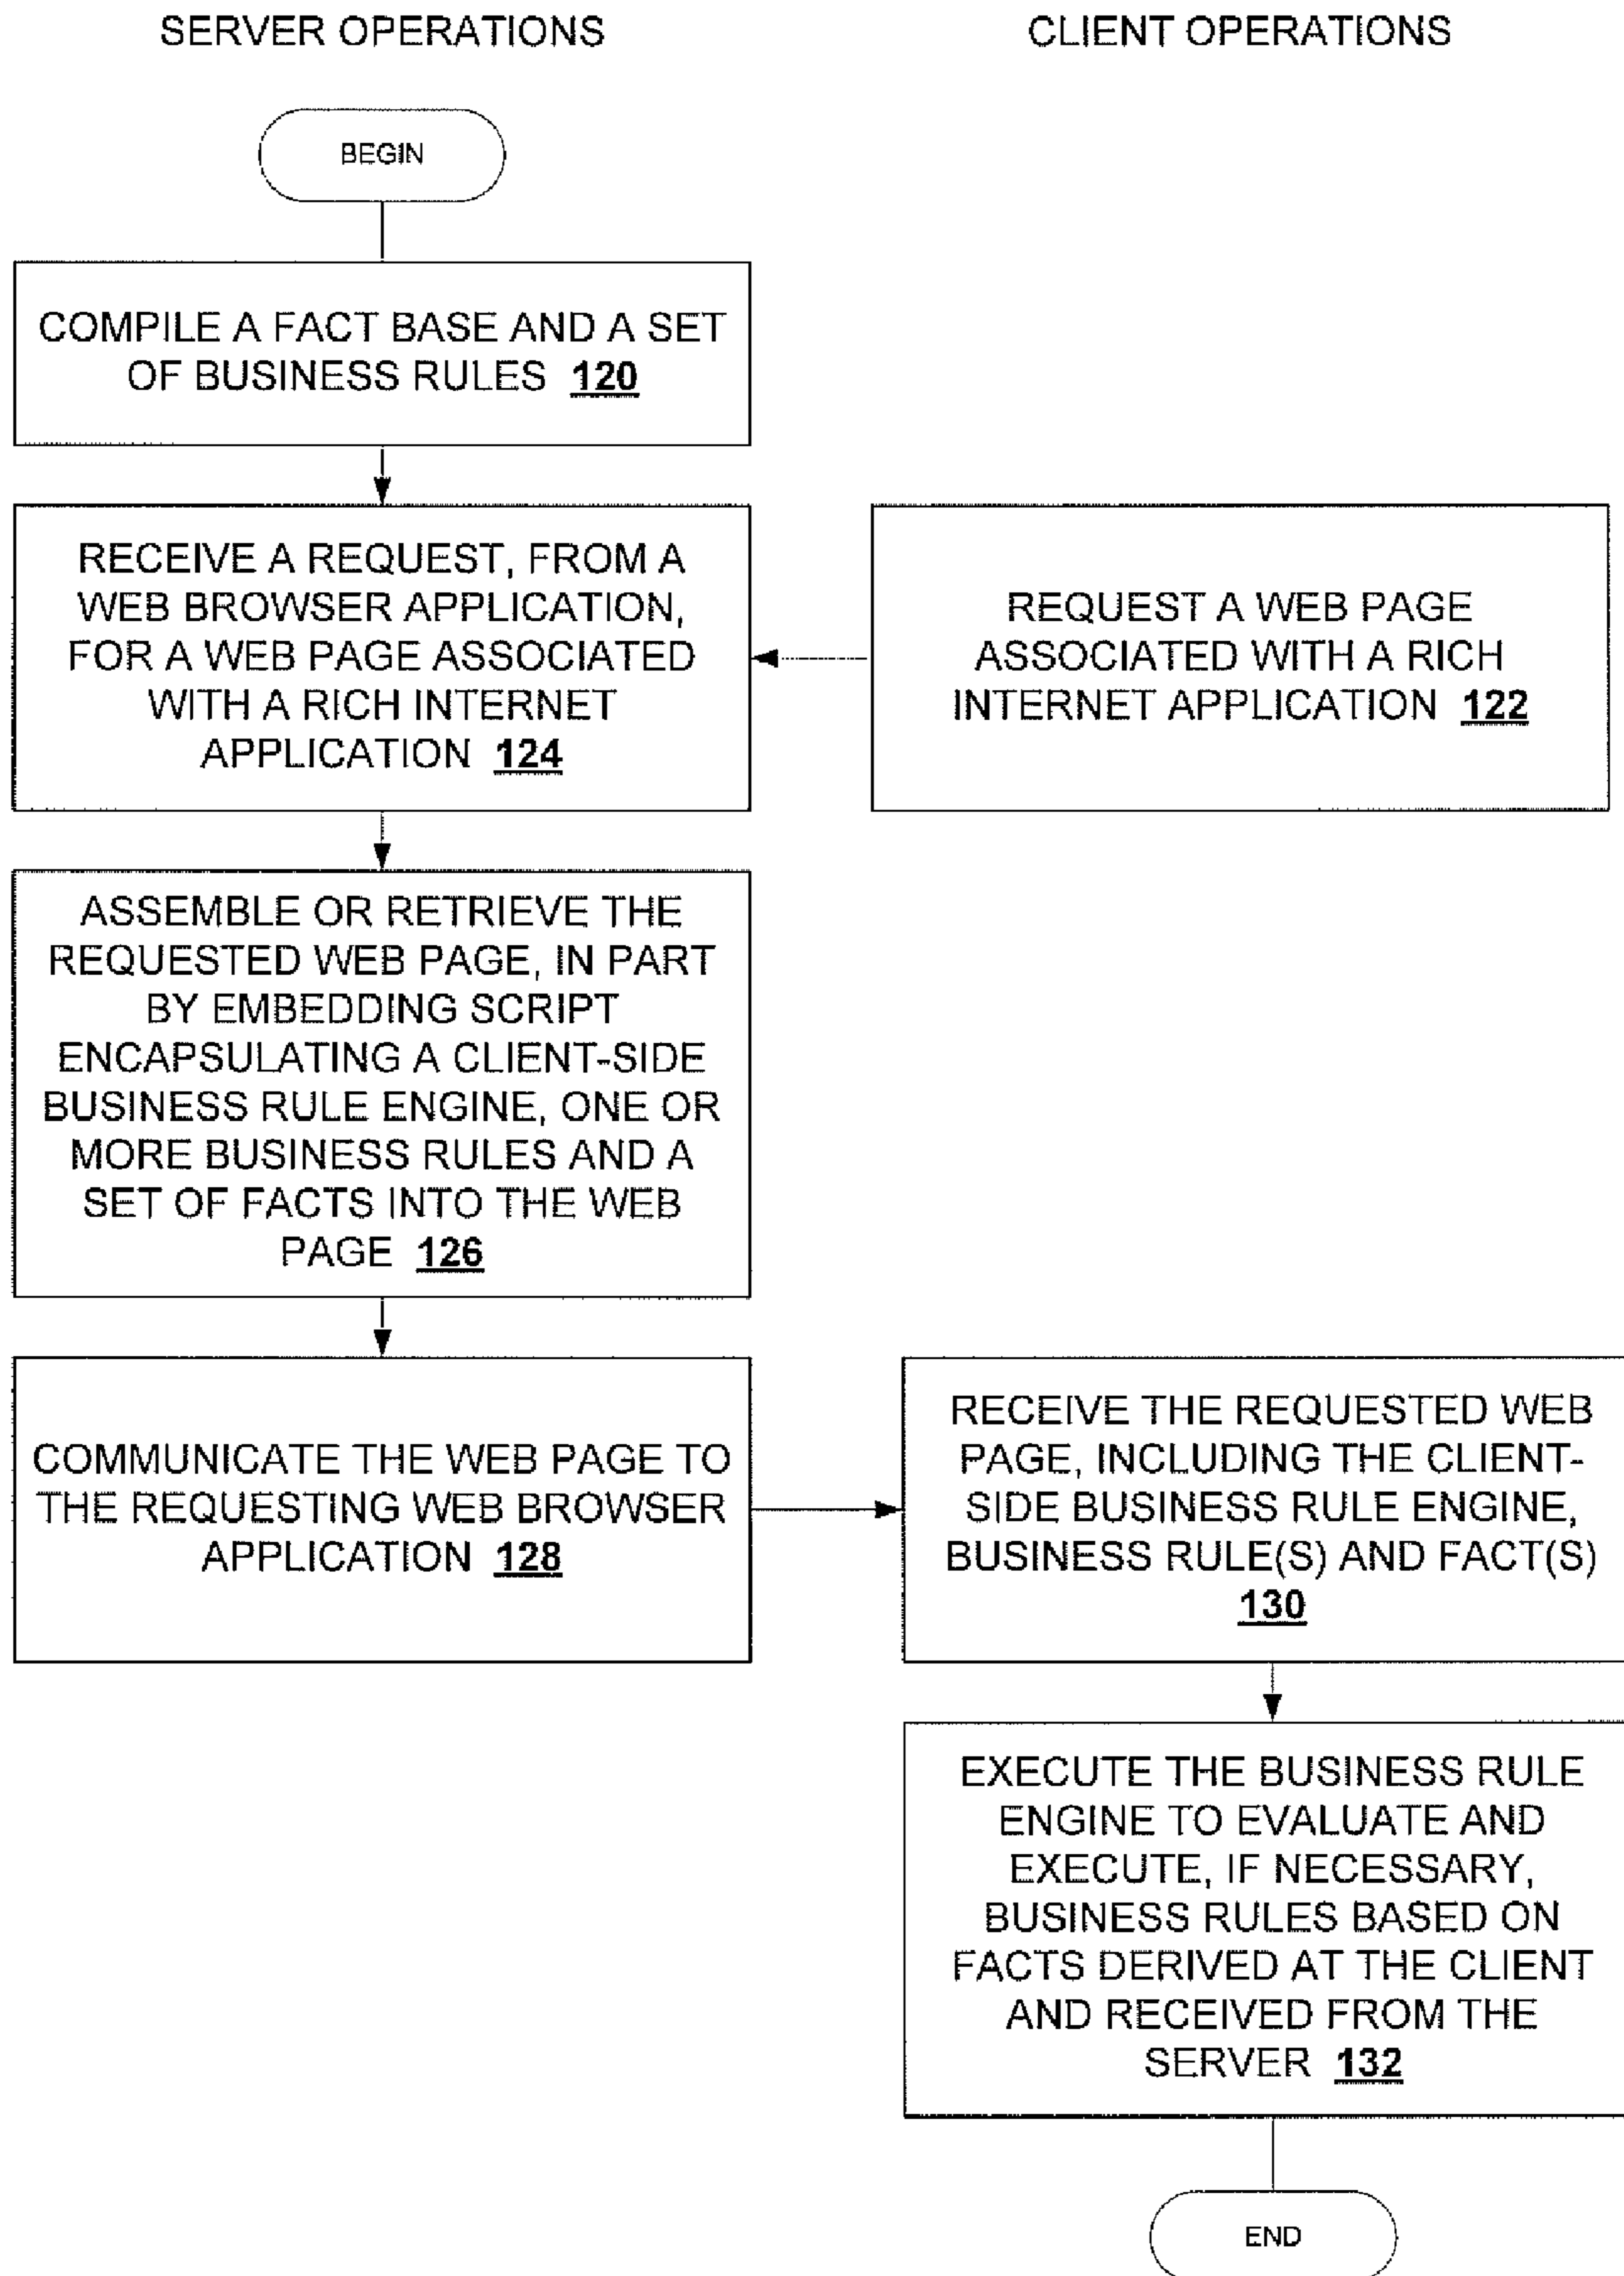 SERVER OPERATIONS
CLIENT OPERATIONS
BEGIN
COMPILE A FACT BASE AND A SET
OF BUSINESS RULES 120
RECEIVE A REQUEST, FROM A
WEB BROWSER APPLICATION,
FOR A WEB PAGE ASSOCIATED
WITH A RICH INTERNET
APPLICATION 124
REQUEST A WEB PAGE
ASSOCIATED WITH A RICH
INTERNET APPLICATION 122
ASSEMBLE OR RETRIEVE THE
REQUESTED WEB PAGE, IN PART
BY EMBEDDING SCRIPT
ENCAPSULATING A CLIENT-SIDE
BUSINESS RULE ENGINE, ONE OR
MORE BUSINESS RULES AND A
SET OF FACTS INTO THE WEB
PAGE 126
COMMUNICATE THE WEB PAGE TO
THE REQUESTING WEB BROWSER
APPLICATION 128
RECEIVE THE REQUESTED WEB
PAGE, INCLUDING THE CLIENT-
SIDE BUSINESS RULE ENGINE,
BUSINESS RULE(S) AND FACT(S)
130
EXECUTE THE BUSINESS RULE
ENGINE TO EVALUATE AND
EXECUTE, IF NECESSARY,
BUSINESS RULES BASED ON
FACTS DERIVED AT THE CLIENT
AND RECEIVED FROM THE
SERVER 132
END